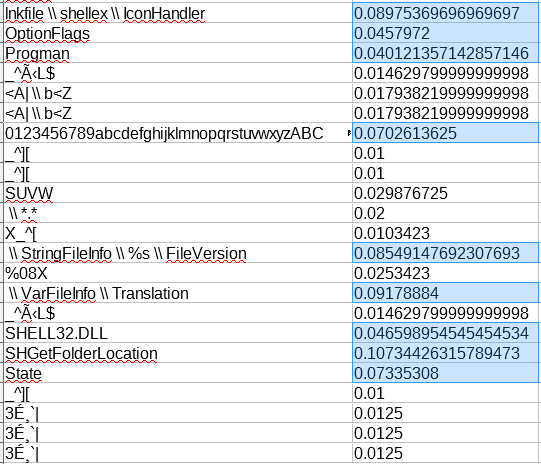 lnkfile \\ shellex \\ IconHandler 0.08975369696969697
OptionFlags 0.0457972
Progman 0.040121357142857146
_^Ã‹L$ 0.014629799999999998
<A| \\ b<Z 0.017938219999999998
<A| \\ b<Z 0.017938219999999998
0123456789abcdefghijklmnopqrstuvwxyzABC 0.0702613625
_^][ 0.01
_^][ 0.01
SUVW 0.029876725
\\ *.* 0.02
X_^[ 0.0103423
\\ StringFileInfo \\ %s \\ FileVersion 0.08549147692307693
%08X 0.0253423
\\ VarFileInfo \\ Translation 0.09178884
_^Ã‹L$ 0.014629799999999998
SHELL32.DLL 0.046598954545454534
SHGetFolderLocation 0.10734426315789473
State 0.07335308
_^][ 0.01
3É¸`| 0.0125
3É¸`| 0.0125
3É¸`| 0.0125